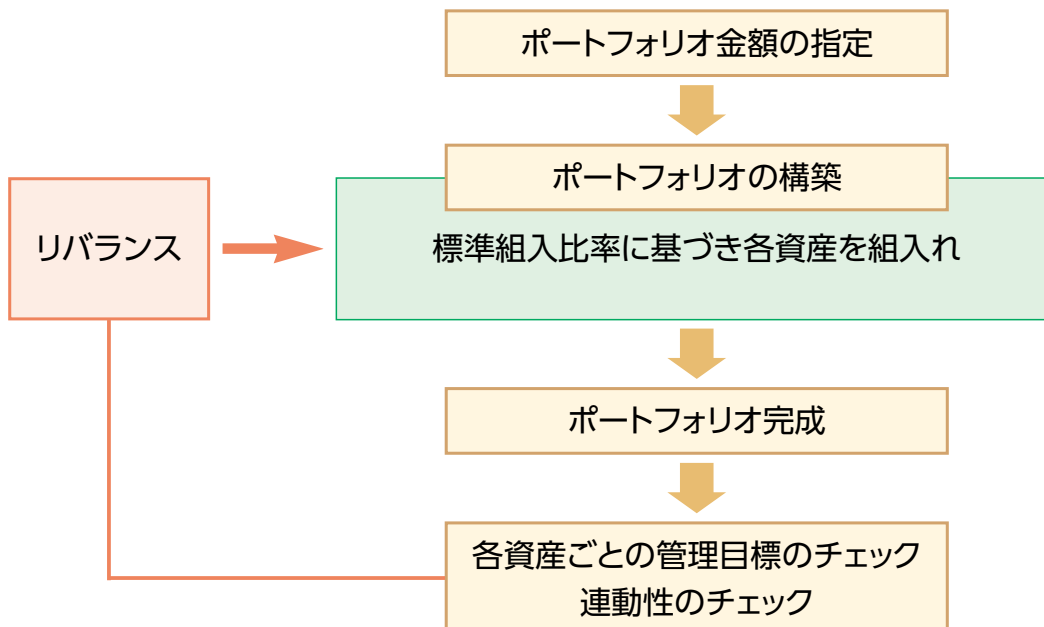 ポートフォリオ金額の指定
ポートフォリオの構築
リバランス
標準組入比率に基づき各資産を組入れ
ポートフォリオ完成
各資産ごとの管理目標のチェック
連動性のチェック